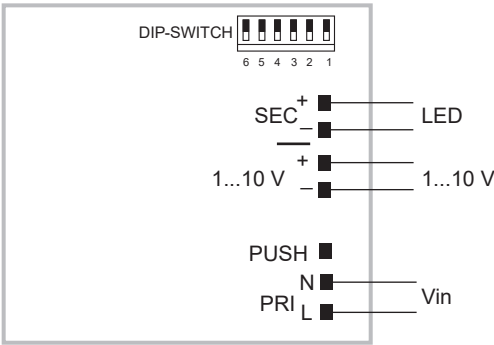 DIP-SWITCH
6 5 4 3 2 1
SEC + LED
–
+
1...10 V – 1...10 V
PUSH
N
PRI Vin
L